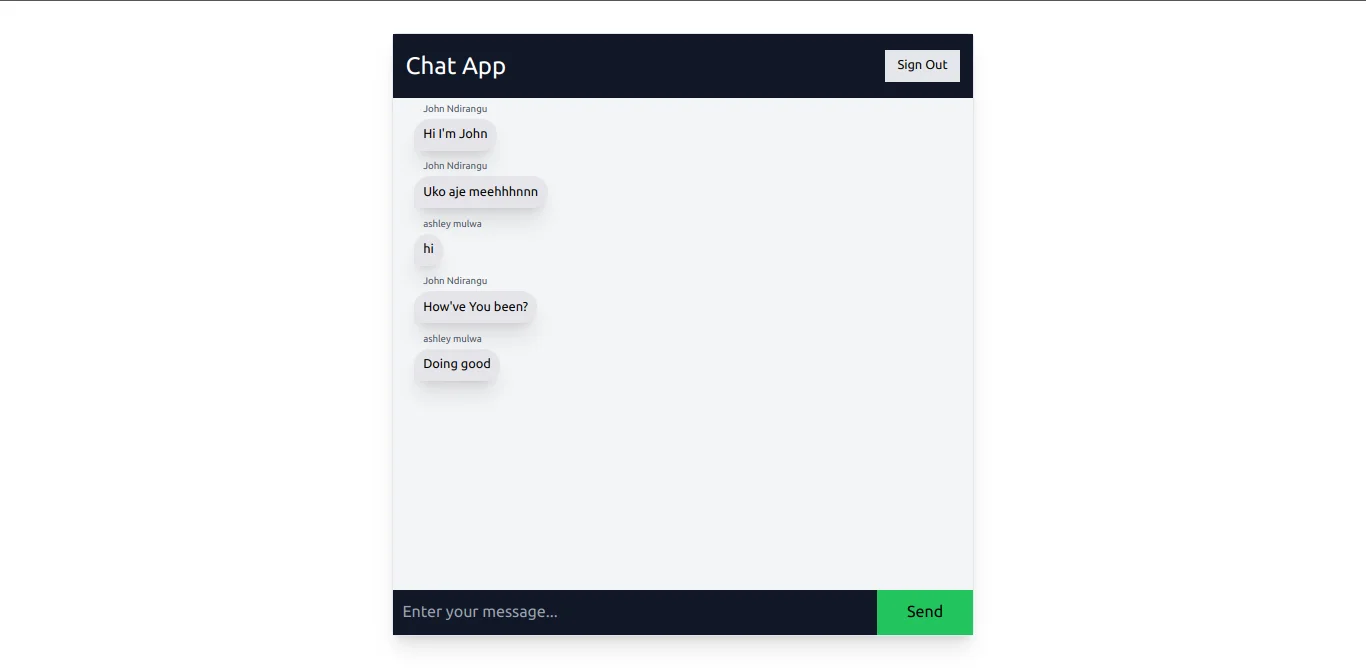 Chat App
Sign Out
John Ndirangu
Hi I'm John
John Ndirangu
Uko aje meehhhnnn
ashley mulwa
hi
John Ndirangu
How've You been?
ashley mulwa
Doing good
Enter your message...
Send